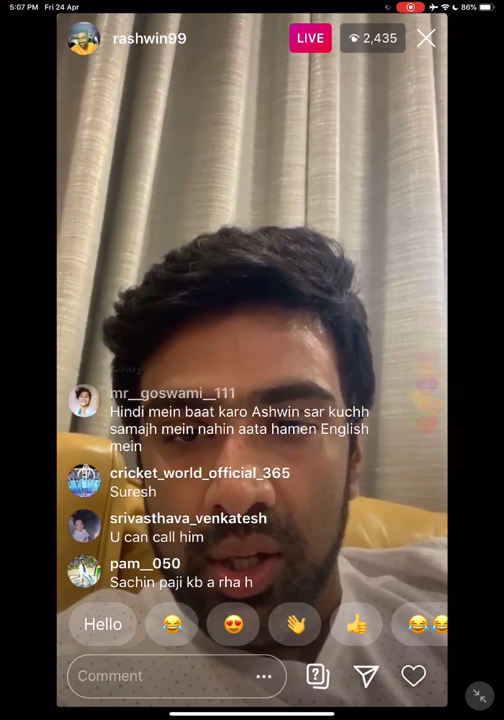 5:07 PM Fri 24 Apr
86%
rashwin99
LIVE
2,435
mr__goswami__111
Hindi mein baat karo Ashwin sar kuchh
samajh mein nahin aata hamen English
mein
cricket_world_official_365
Suresh
srivasthava_venkatesh
U can call him
pam__050
Sachin paji kb a rha h
Hello
Comment